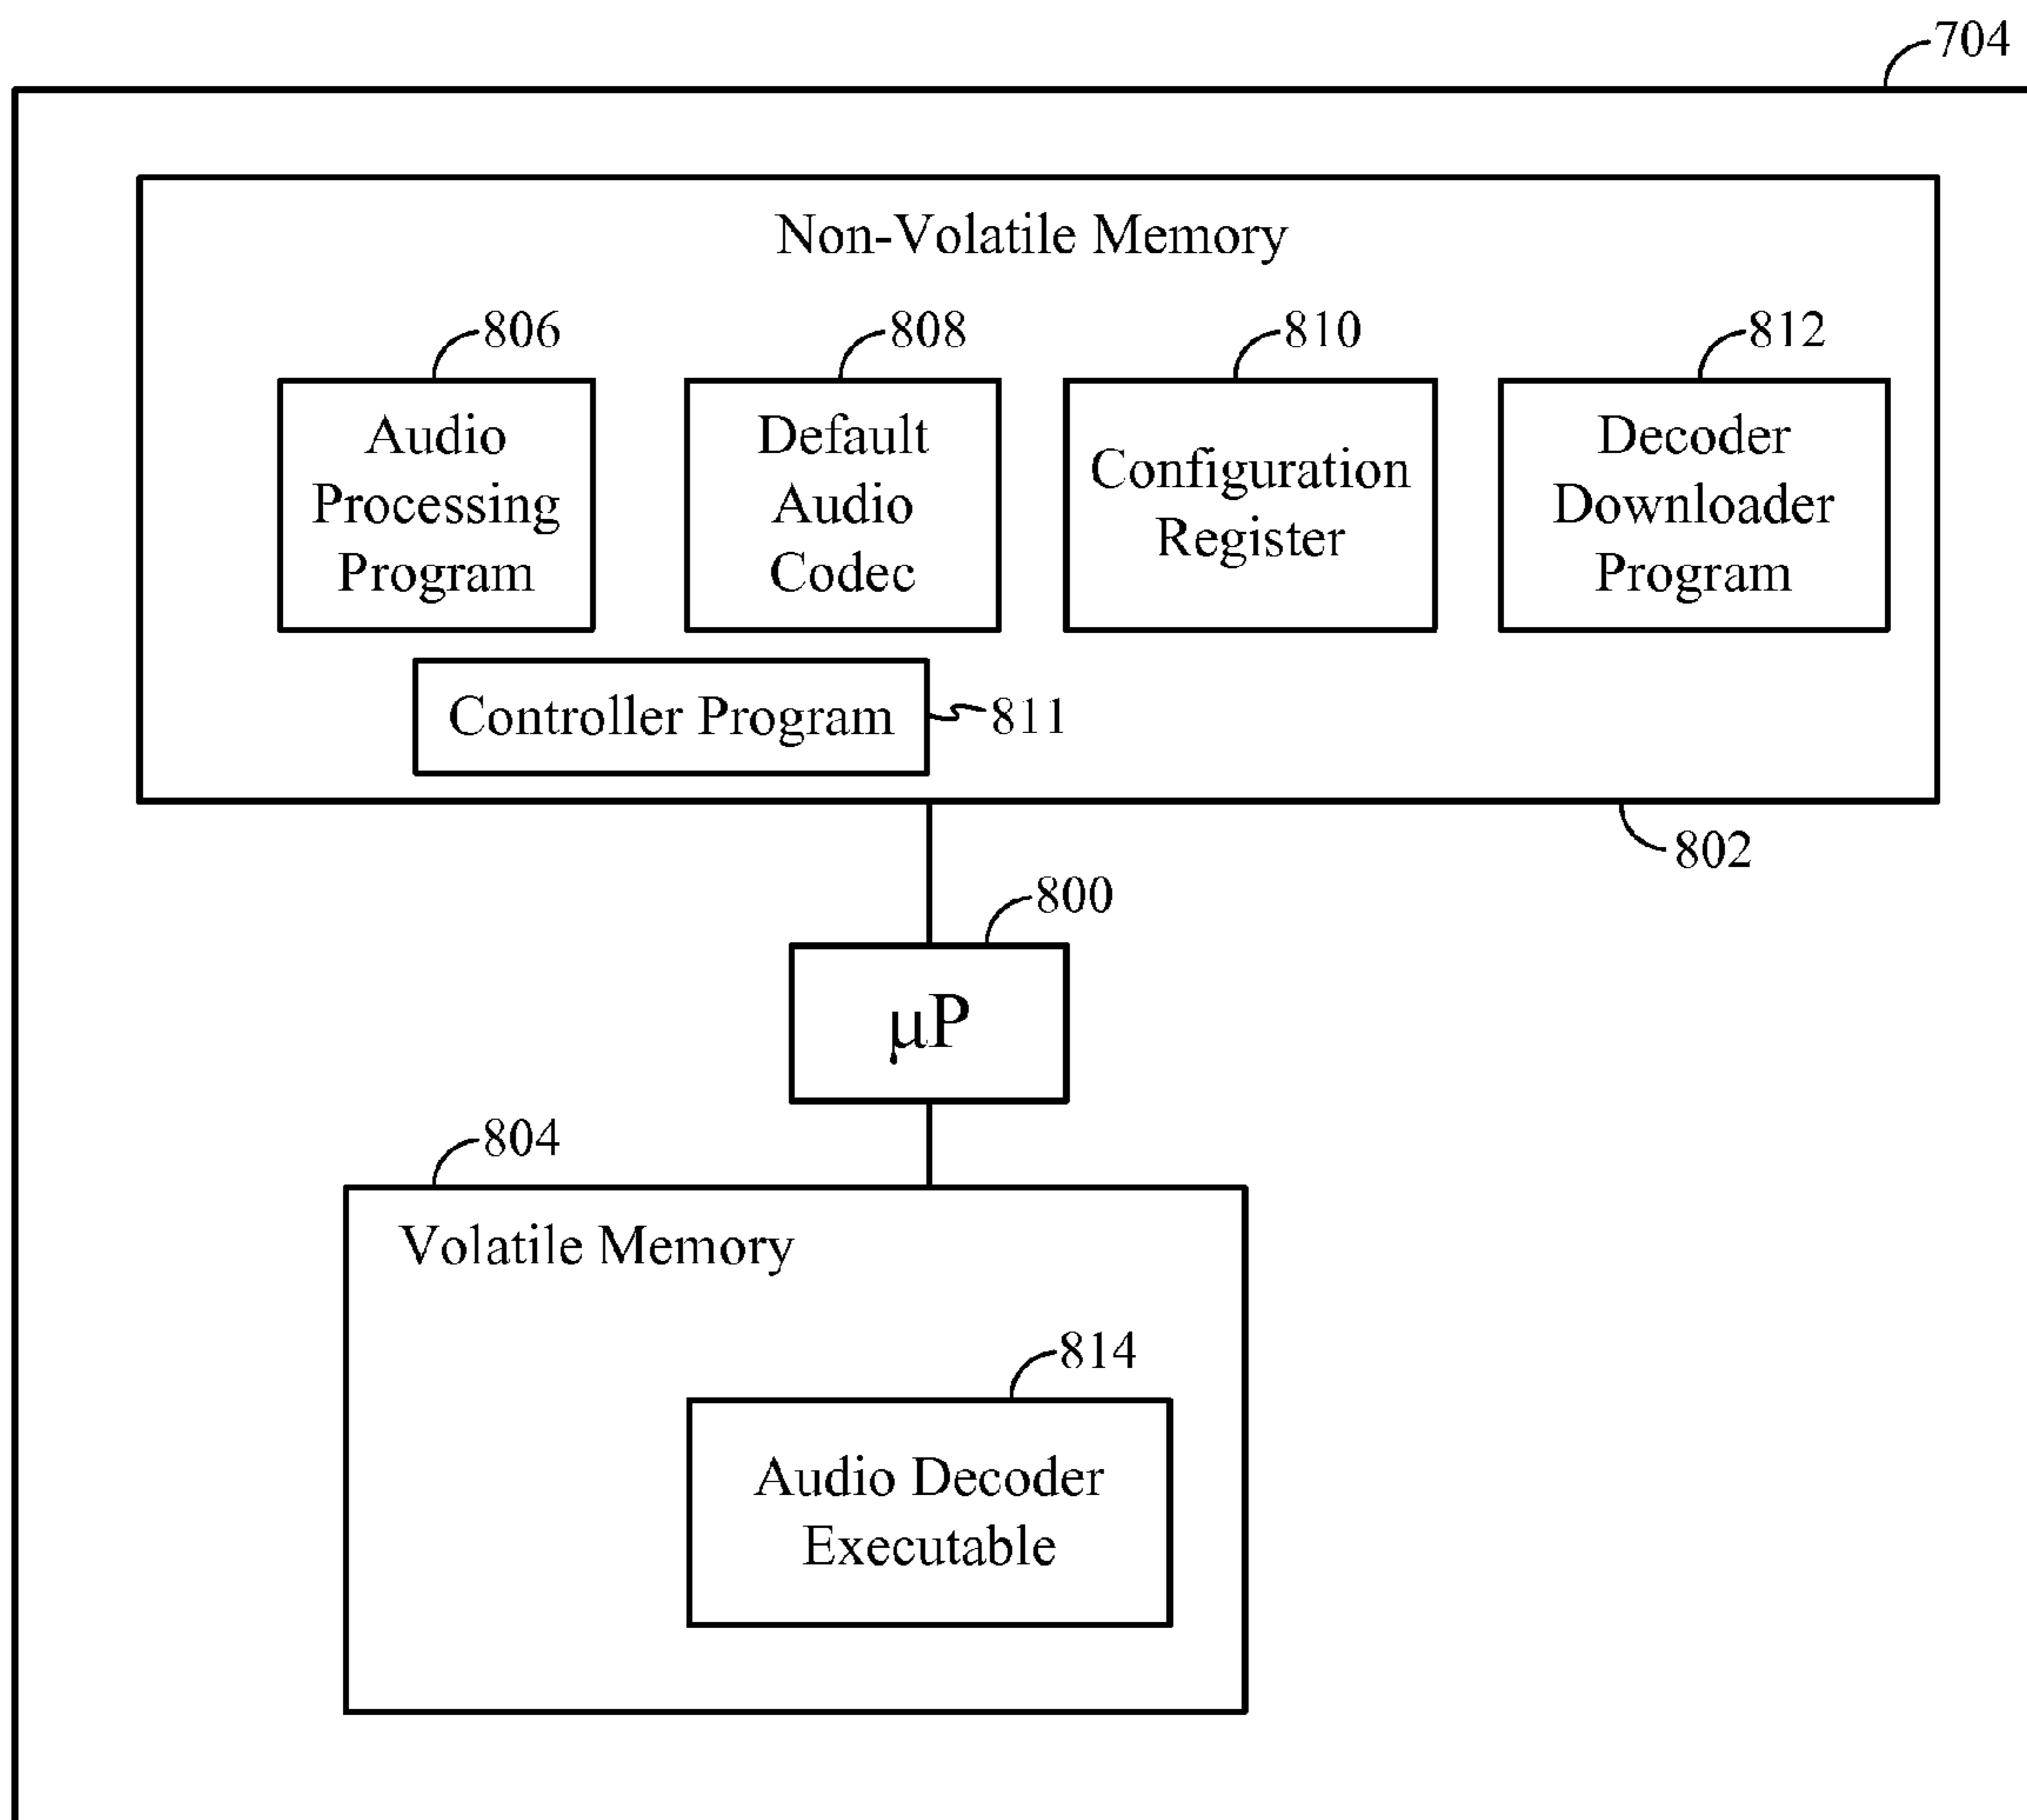 704
Non-Volatile Memory
806
808
810
812
Audio
Processing
Program
Default
Audio
Codec
Configuration
Register
Decoder
Downloader
Program
Controller Program
811
802
800
µP
804
Volatile Memory
814
Audio Decoder
Executable